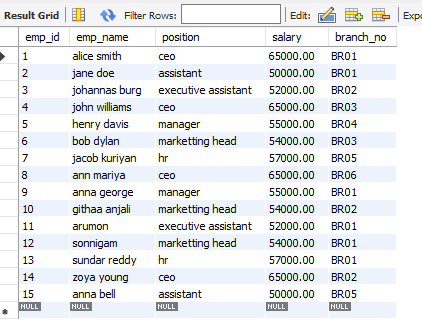 Result Grid Filter Rows: Edit: Expo
emp_id emp_name position salary branch_no
1 alice smith ceo 65000.00 BR01
2 jane doe assistant 50000.00 BR01
3 johannas burg executive assistant 52000.00 BR02
4 john williams ceo 65000.00 BR03
5 henry davis manager 55000.00 BR04
6 bob dylan marketting head 54000.00 BR03
7 jacob kuriyan hr 57000.00 BR05
8 ann mariya ceo 65000.00 BR06
9 anna george manager 55000.00 BR01
10 githaa anjali marketting head 54000.00 BR02
11 arumon executive assistant 52000.00 BR01
12 sonnigam marketting head 54000.00 BR01
13 sundar reddy hr 57000.00 BR01
14 zoya young ceo 65000.00 BR02
15 anna bell assistant 50000.00 BR05
NULL NULL NULL NULL NULL